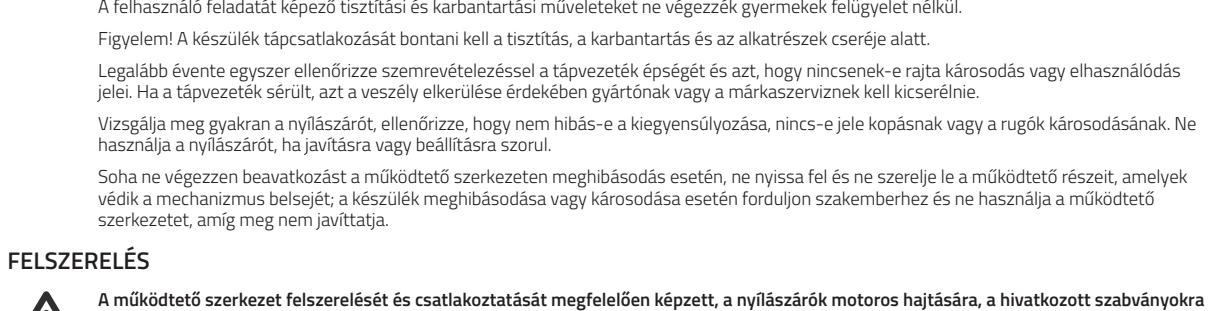 A felhasználó feladatát képező tisztítási és karbantartási műveleteket ne végezzék gyermekek felügyelet nélkül.
Figyelem! A készülék tápcsatlakozását bontani kell a tisztítás, a karbantartás és az alkatrészek cseréje alatt.
Legalább évente egyszer ellenőrizze szemrevételezéssel a tápvezeték épségét és azt, hogy nincsenek-e rajta károsodás vagy elhasználódás
jelei. Ha a tápvezeték sérült, azt a veszély elkerülése érdekében gyártónak vagy a márkaszerviznek kell kicserélnie.
Vizsgálja meg gyakran a nyílászárót, ellenőrizze, hogy nem hibás-e a kiegyensúlyozása, nincs-e jele kopásnak vagy a rugók károsodásának. Ne
használja a nyílászárót, ha javításra vagy beállításra szorul.
Soha ne végezzen beavatkozást a működtető szerkezeten meghibásodás esetén, ne nyissa fel és ne szerelje le a működtető részeit, amelyek
védik a mechanizmus belsejét; a készülék meghibásodása vagy károsodása esetén forduljon szakemberhez és ne használja a működtető
szerkezetet, amíg meg nem javíttatja.
FELSZERELÉS
A működtető szerkezet felszerelését és csatlakoztatását megfelelően képzett, a nyílászárók motoros hajtására, a hivatkozott szabványokra